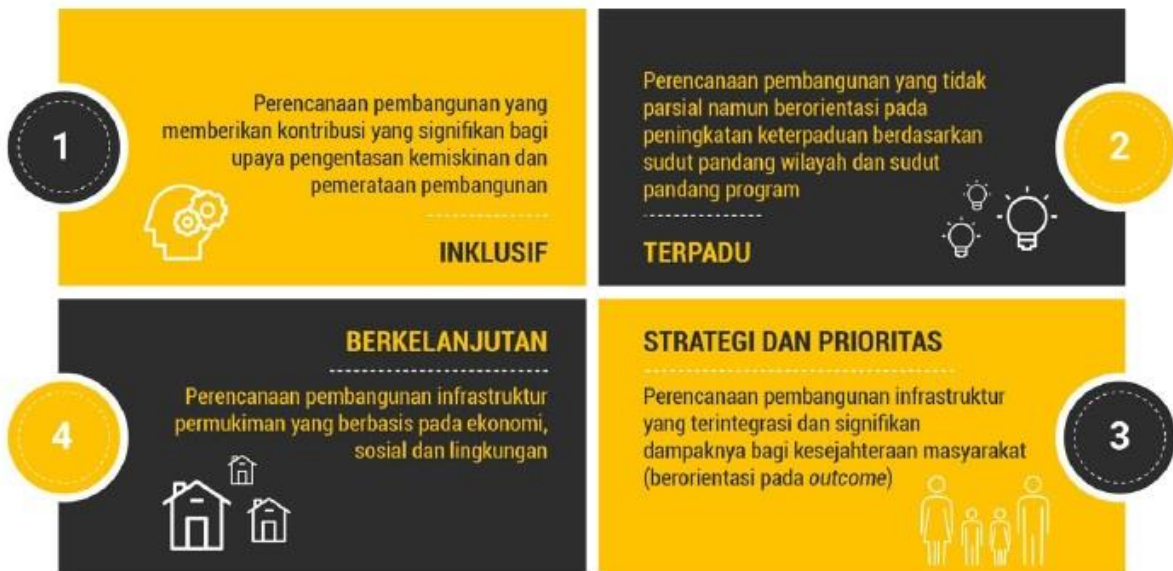 1
Perencanaan pembangunan yang
memberikan kontribusi yang signifikan bagi
upaya pengentasan kemiskinan dan
pemerataan pembangunan
INKLUSIF
Perencanaan pembangunan yang tidak
parsial namun berorientasi pada
peningkatan keterpaduan berdasarkan
sudut pandang wilayah dan sudut
pandang program
TERPADU
2
BERKELANJUTAN
Perencanaan pembangunan infrastruktur
permukiman yang berbasis pada ekonomi,
sosial dan lingkungan
4
STRATEGI DAN PRIORITAS
Perencanaan pembangunan infrastruktur
yang terintegrasi dan signifikan
dampaknya bagi kesejahteraan masyarakat
(berorientasi pada outcome)
3